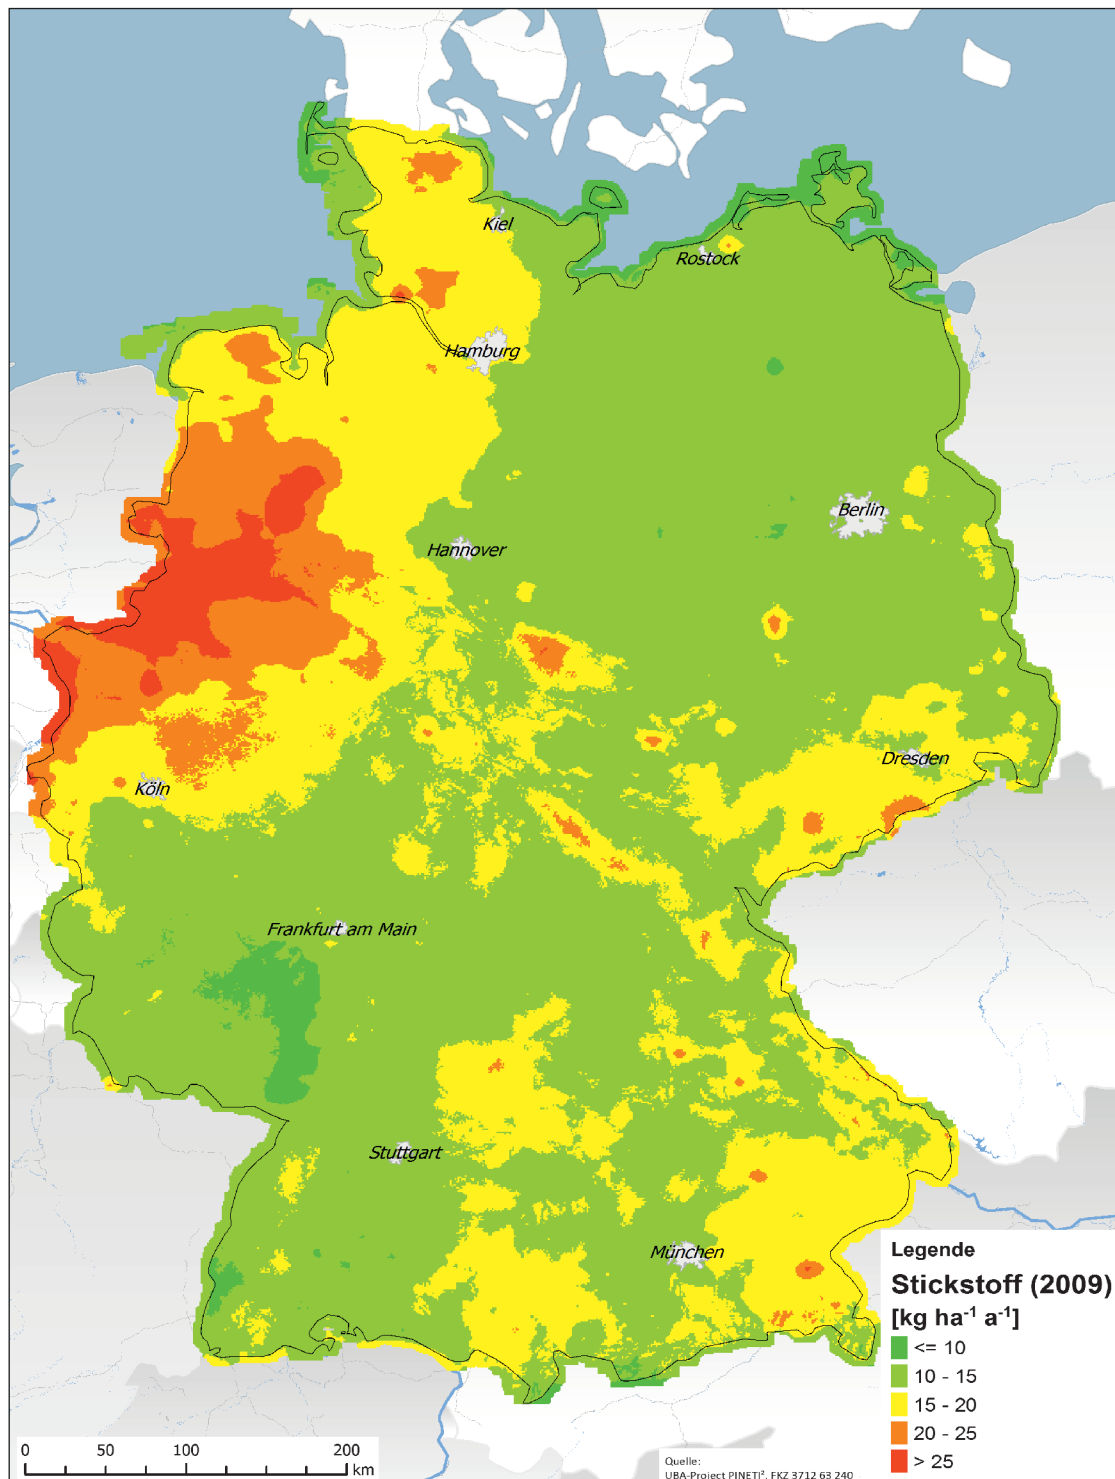 Kiel
Rostock
Hamburg
Berlin
Hannover
Dresden
Köln
Frankfurt am Main
Stuttgart
München
Legende
Stickstoff (2009)
[kg ha⁻¹ a⁻¹]
<= 10
10 - 15
15 - 20
20 - 25
> 25
0 50 100 200
km
Quelle:
UBA-Project PINETI², FKZ 3712 63 240